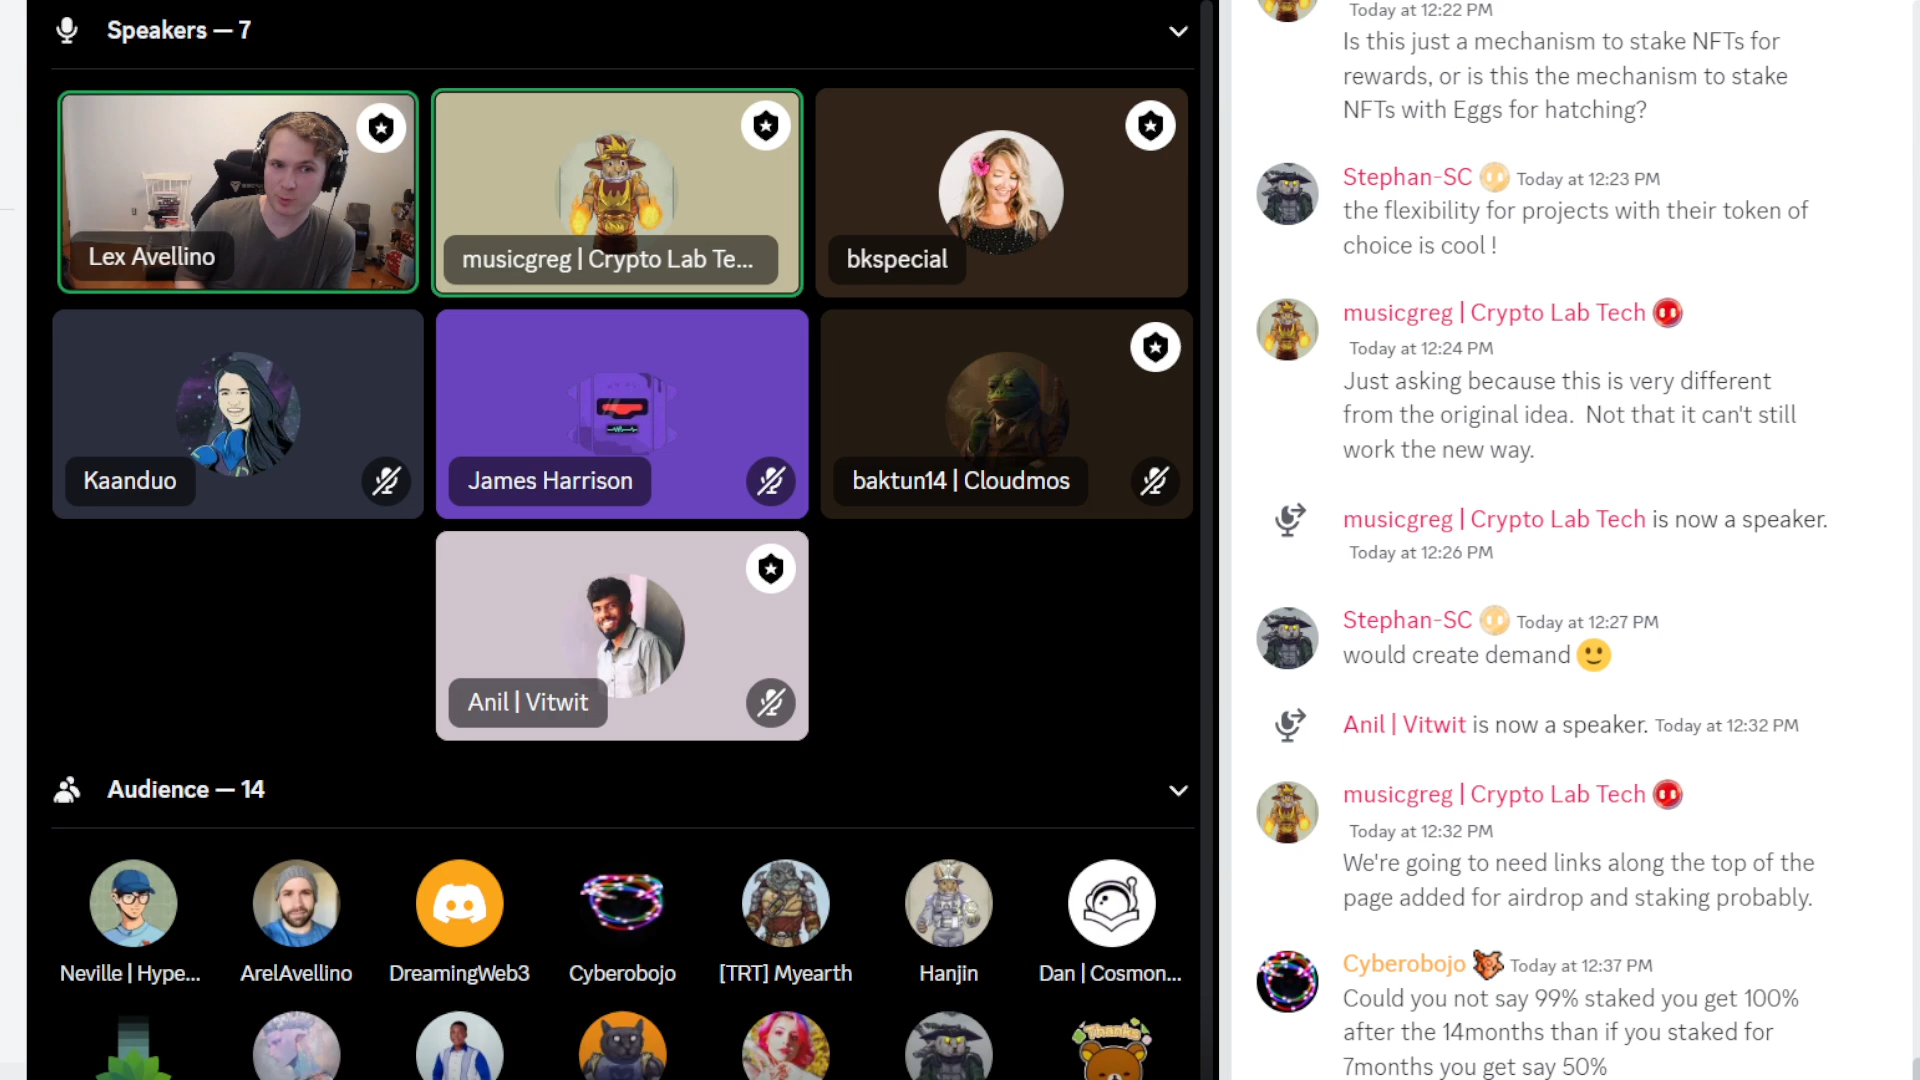 Speakers — 7
Lex Avellino
musicgreg | Crypto Lab Te...
bkspecial
Kaanduo
James Harrison
baktun14 | Cloudmos
Anil | Vitwit
Audience — 14
Neville | Hype...
ArelAvellino
DreamingWeb3
Cyberobojo
[TRT] Myearth
Hanjin
Dan | Cosmon...
Thanks
Today at 12:22 PM
Is this just a mechanism to stake NFTs for
rewards, or is this the mechanism to stake
NFTs with Eggs for hatching?
Stephan-SC Today at 12:23 PM
the flexibility for projects with their token of
choice is cool !
musicgreg | Crypto Lab Tech
Today at 12:24 PM
Just asking because this is very different
from the original idea.  Not that it can't still
work the new way.
musicgreg | Crypto Lab Tech is now a speaker.
Today at 12:26 PM
Stephan-SC Today at 12:27 PM
would create demand 🙂
Anil | Vitwit is now a speaker. Today at 12:32 PM
musicgreg | Crypto Lab Tech
Today at 12:32 PM
We're going to need links along the top of the
page added for airdrop and staking probably.
Cyberobojo Today at 12:37 PM
Could you not say 99% staked you get 100%
after the 14months than if you staked for
7months you get say 50%